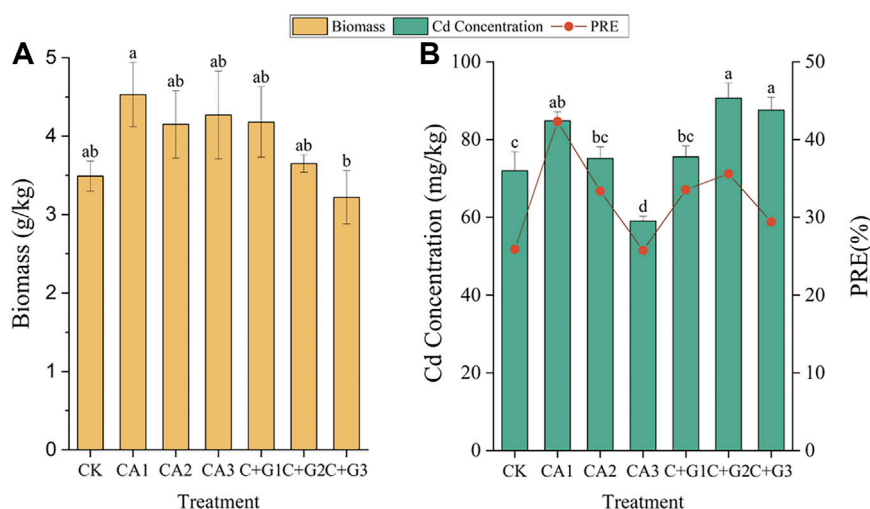 Biomass Cd Concentration PRE
A
B
a
ab
ab
ab
ab
ab
b
5
4
3
2
1
0
Biomass (g/kg)
CK CA1 CA2 CA3 C+G1 C+G2 C+G3
Treatment
c
ab
bc
d
bc
a
a
100
80
60
40
20
0
Cd Concentration (mg/kg)
50
40
30
20
10
0
PRE(%)
CK CA1 CA2 CA3 C+G1 C+G2 C+G3
Treatment